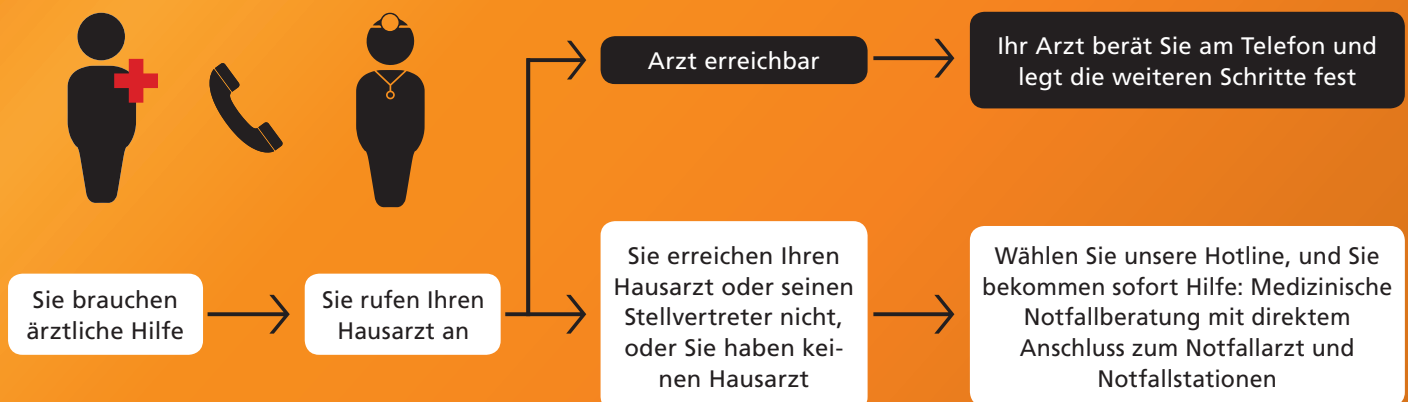 Sie brauchen
ärztliche Hilfe
Sie rufen Ihren
Hausarzt an
Arzt erreichbar
Ihr Arzt berät Sie am Telefon und
legt die weiteren Schritte fest
Sie erreichen Ihren
Hausarzt oder seinen
Stellvertreter nicht,
oder Sie haben kei-
nen Hausarzt
Wählen Sie unsere Hotline, und Sie
bekommen sofort Hilfe: Medizinische
Notfallberatung mit direktem
Anschluss zum Notfallarzt und
Notfallstationen